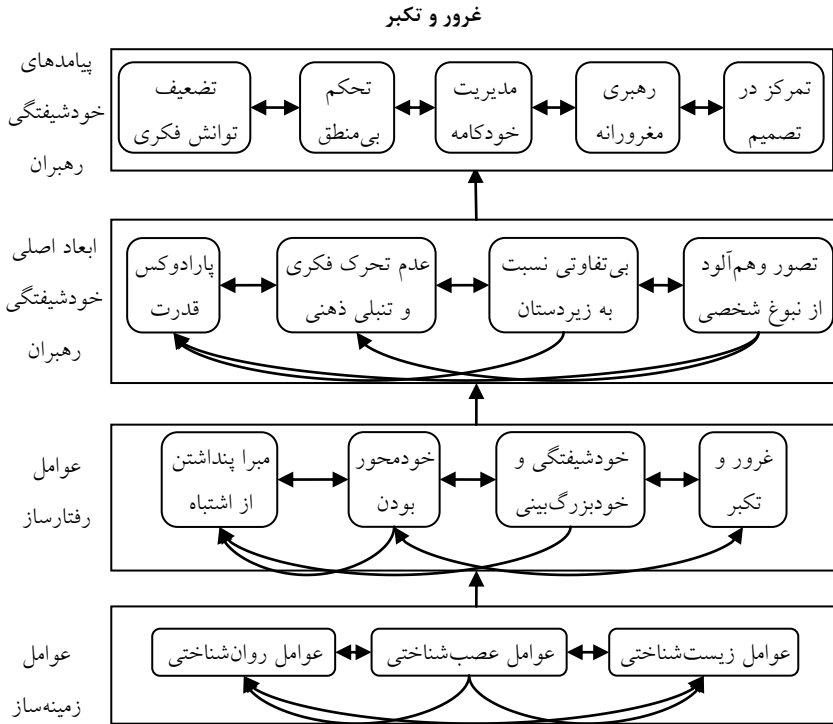 غرور و تکبر
پیامدهای
خودشیفتگی
رهبران
تمرکز در
تصمیم
رهبری
مغرورانه
مدیریت
خودکامه
تحکم
بی‌منطق
تضعیف
توانش فکری
ابعاد اصلی
خودشیفتگی
رهبران
تصور وهم‌آلود
از نبوغ شخصی
بی‌تفاوتی نسبت
به زیردستان
عدم تحرک فکری
و تنبلی ذهنی
پارادوکس
قدرت
عوامل
رفتارساز
غرور و
تکبر
خودشیفتگی و
خودبزرگ‌بینی
خودمحور
بودن
مبرا پنداشتن
از اشتباه
عوامل
زمینه‌ساز
عوامل زیست‌شناختی
عوامل عصب‌شناختی
عوامل روان‌شناختی